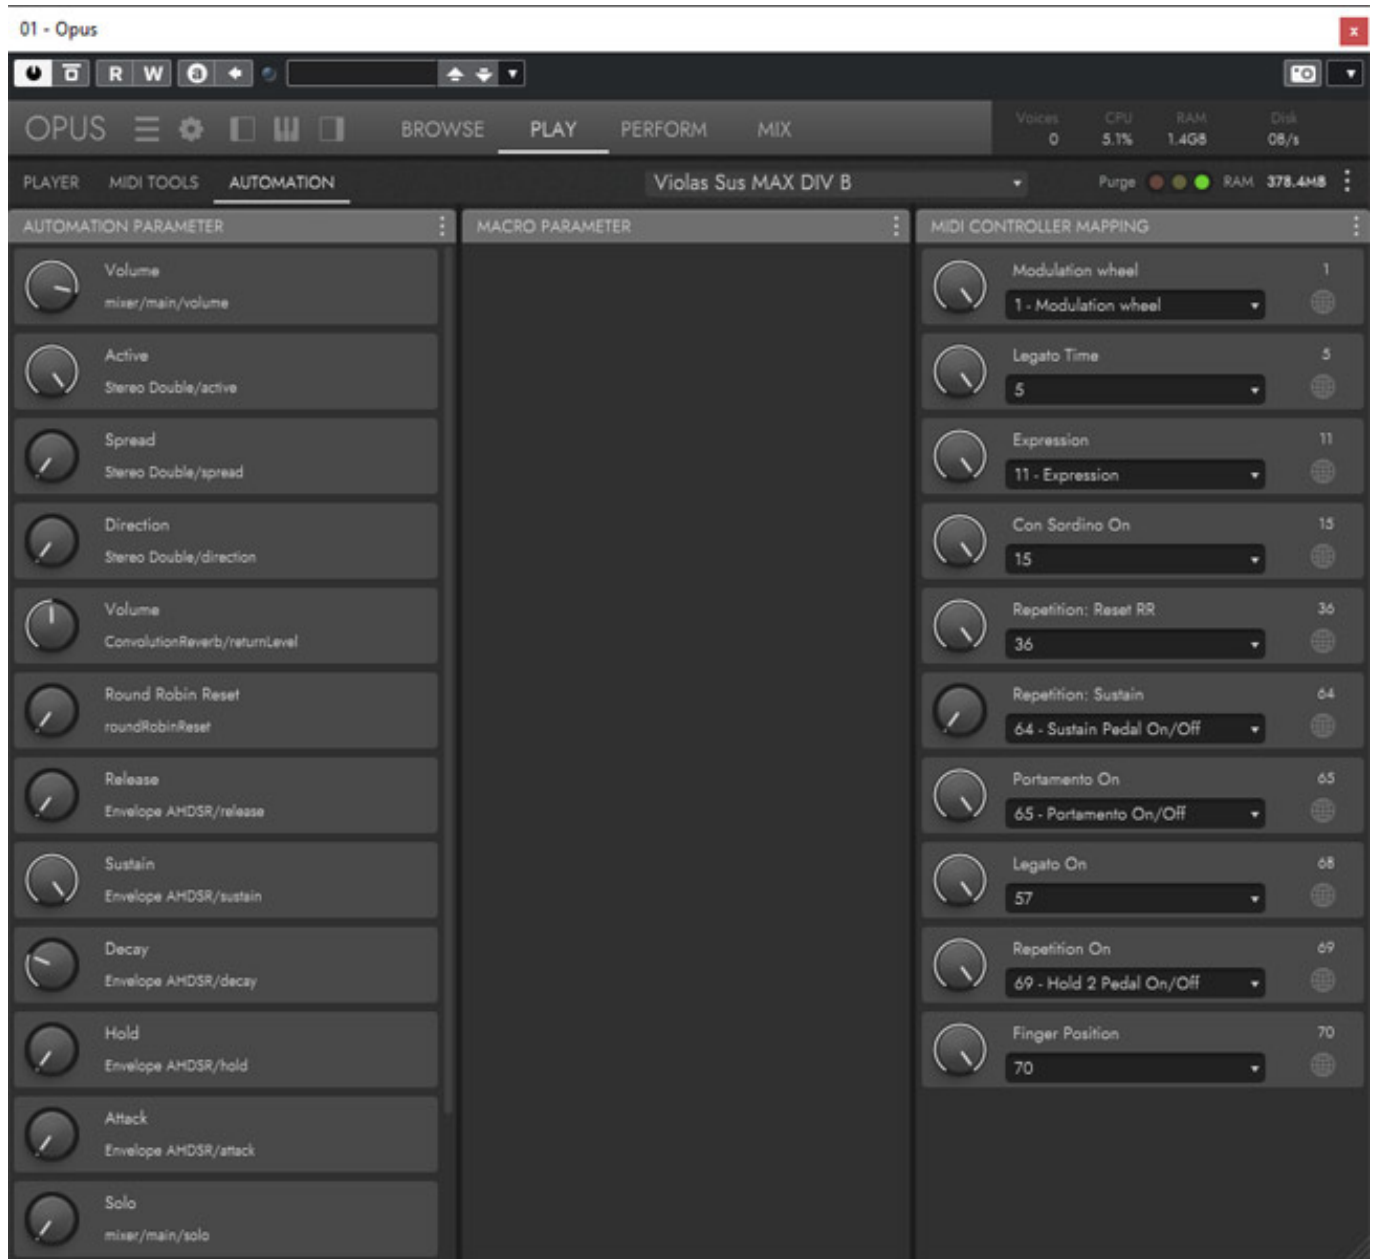 01 - Opus
x
R W a
OPUS BROWSE PLAY PERFORM MIX
Voices CPU RAM Disk
0 5.1% 1.4GB 0B/s
PLAYER MIDI TOOLS AUTOMATION Violas Sus MAX DIV B Purge RAM 378.4MB
AUTOMATION PARAMETER
Volume
mixer/main/volume
Active
Stereo Double/active
Spread
Stereo Double/spread
Direction
Stereo Double/direction
Volume
ConvolutionReverb/returnLevel
Round Robin Reset
roundRobinReset
Release
Envelope AHDSR/release
Sustain
Envelope AHDSR/sustain
Decay
Envelope AHDSR/decay
Hold
Envelope AHDSR/hold
Attack
Envelope AHDSR/attack
Solo
mixer/main/solo
MACRO PARAMETER
MIDI CONTROLLER MAPPING
Modulation wheel 1
1 - Modulation wheel
Legato Time 5
5
Expression 11
11 - Expression
Con Sordino On 15
15
Repetition: Reset RR 36
36
Repetition: Sustain 64
64 - Sustain Pedal On/Off
Portamento On 65
65 - Portamento On/Off
Legato On 68
57
Repetition On 69
69 - Hold 2 Pedal On/Off
Finger Position 70
70